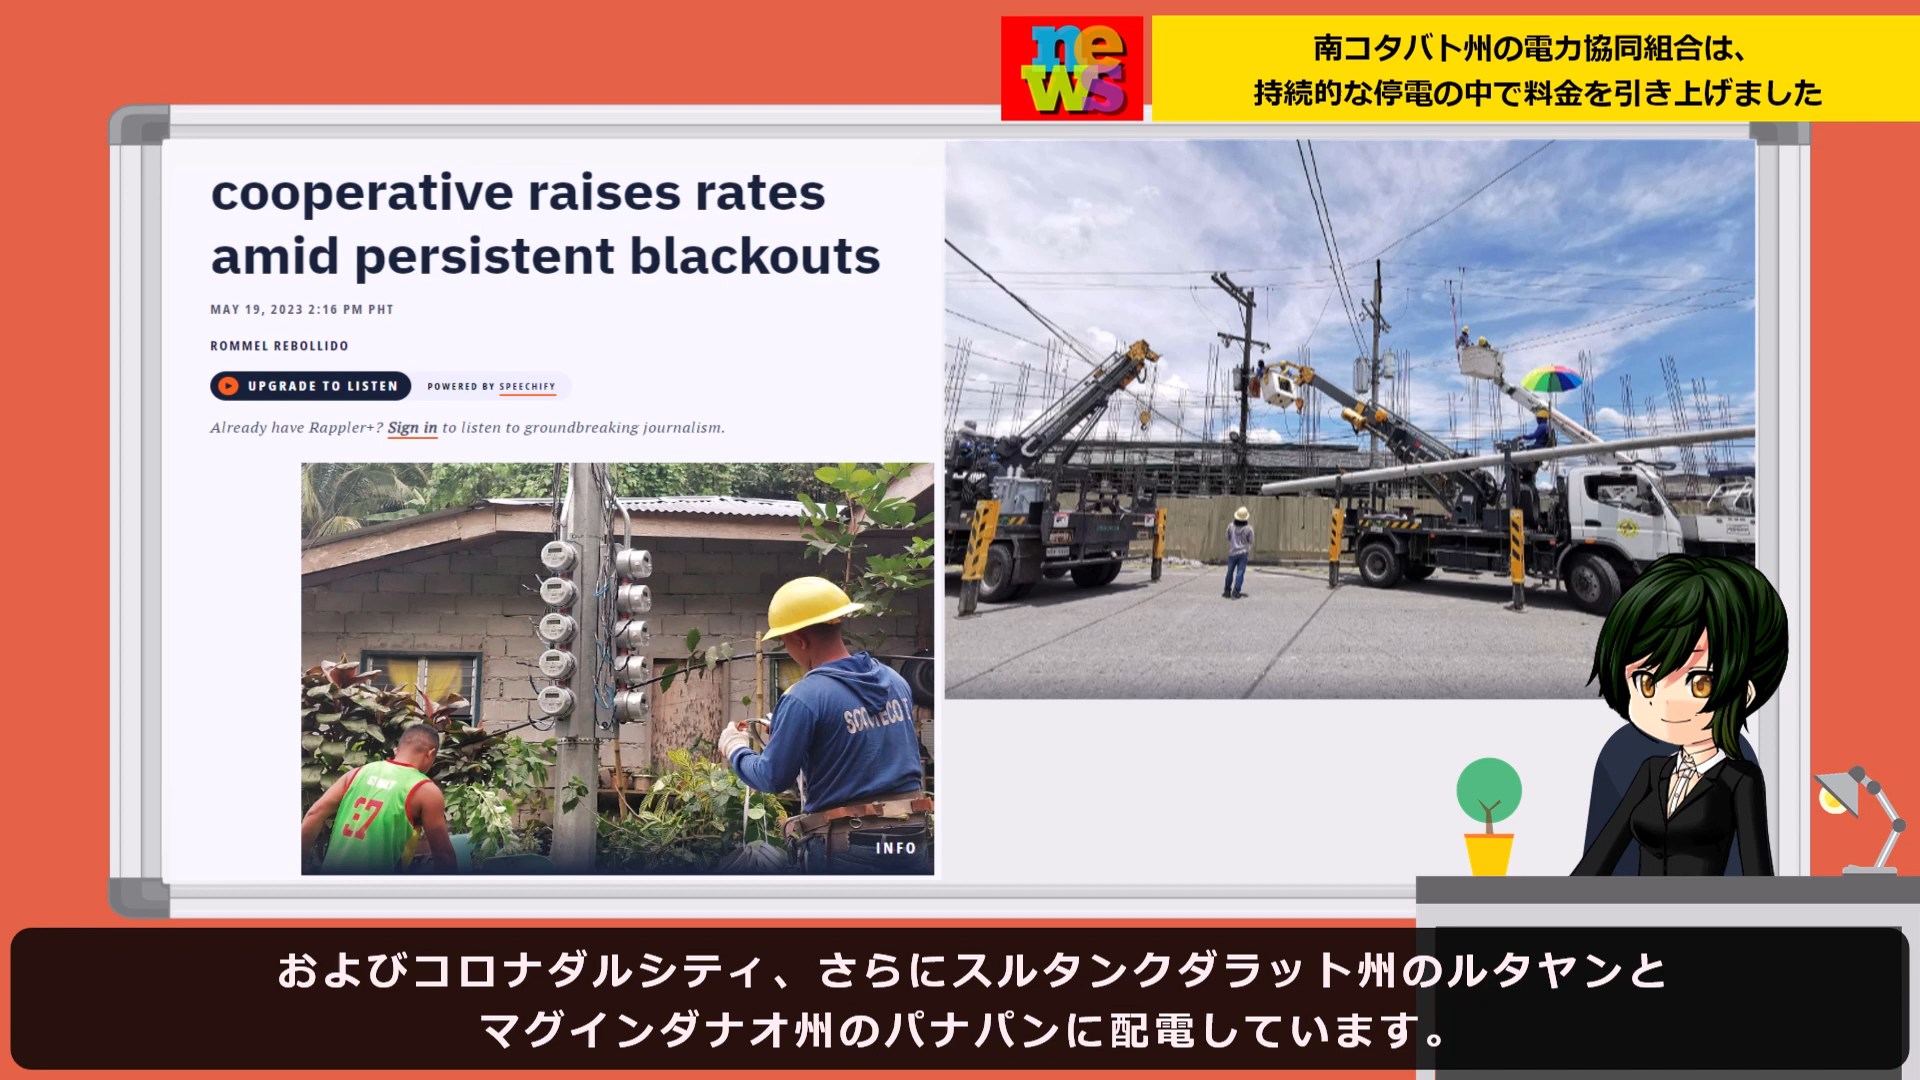 news
南コタバト州の電力協同組合は、
持続的な停電の中で料金を引き上げました
cooperative raises rates
amid persistent blackouts
MAY 19, 2023 2:16 PM PHT
ROMMEL REBOLLIDO
UPGRADE TO LISTEN
POWERED BY SPEECHIFY
Already have Rappler+? Sign in to listen to groundbreaking journalism.
37
INFO
およびコロナダルシティ、さらにスルタンクダラット州のルタヤンと
マグインダナオ州のパナパンに配電しています。